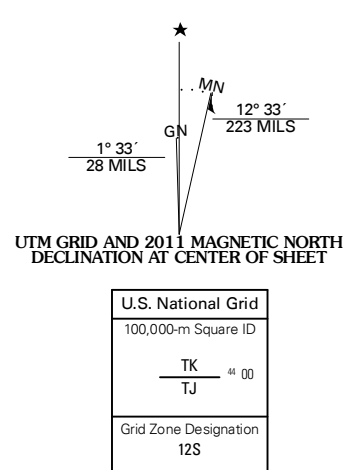 ★
MN
GN
12° 33´
223 MILS
1° 33´
28 MILS
UTM GRID AND 2011 MAGNETIC NORTH
DECLINATION AT CENTER OF SHEET
U.S. National Grid
100,000-m Square ID
TK
44 00
TJ
Grid Zone Designation
12S